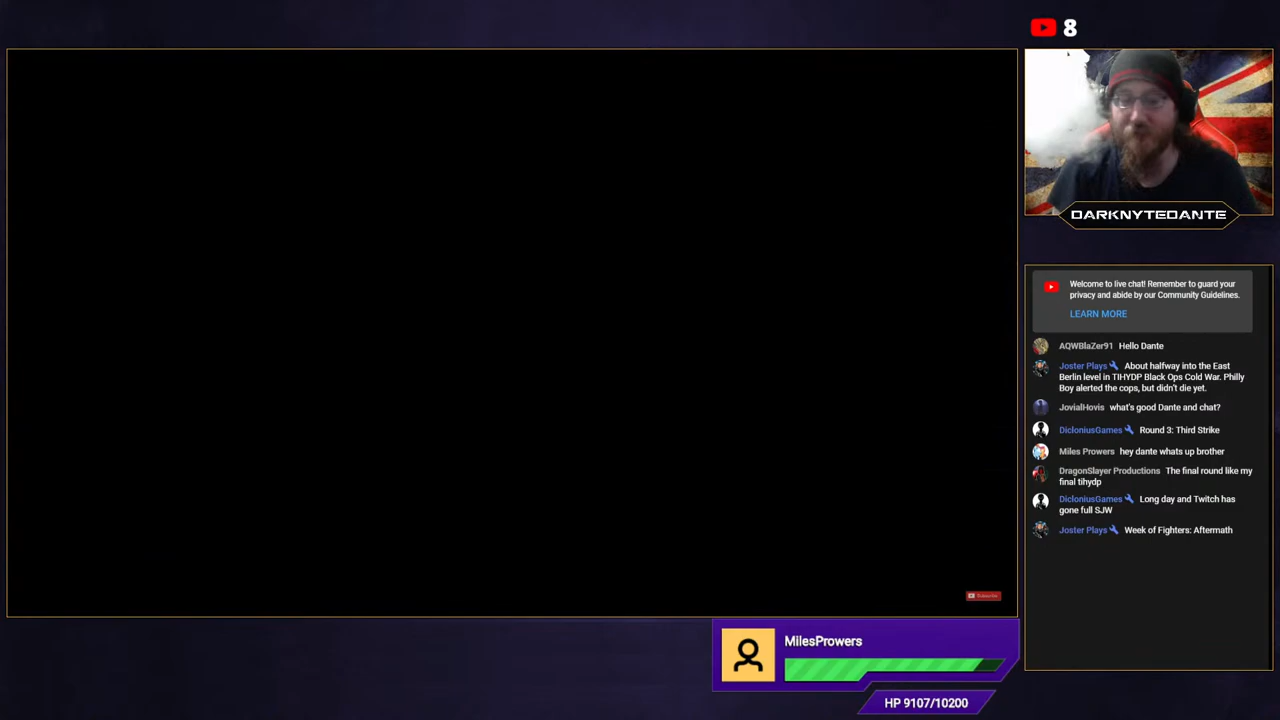 8
DARKNYTEDANTE
Welcome to live chat! Remember to guard your
privacy and abide by our Community Guidelines.
LEARN MORE
AQWBlaZer91 Hello Dante
Joster Plays About halfway into the East
Berlin level in TIHYDP Black Ops Cold War. Philly
Boy alerted the cops, but didn't die yet.
JovialHovis what's good Dante and chat?
DicloniusGames Round 3: Third Strike
Miles Prowers hey dante whats up brother
DragonSlayer Productions The final round like my
final tihydp
DicloniusGames Long day and Twitch has
gone full SJW
Joster Plays Week of Fighters: Aftermath
Subscribe
MilesProwers
HP 9107/10200